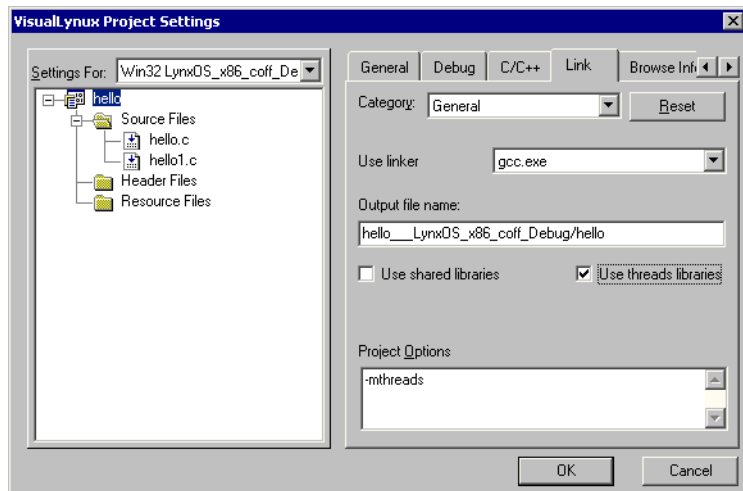 VisualLynux Project Settings
Settings For: Win32 LynxOS_x86_coff_De
hello
Source Files
hello.c
hello1.c
Header Files
Resource Files
General Debug C/C++ Link Browse Info
Category: General Reset
Use linker gcc.exe
Output file name:
hello___LynxOS_x86_coff_Debug/hello
Use shared libraries Use threads libraries
Project Options
-mthreads
OK Cancel